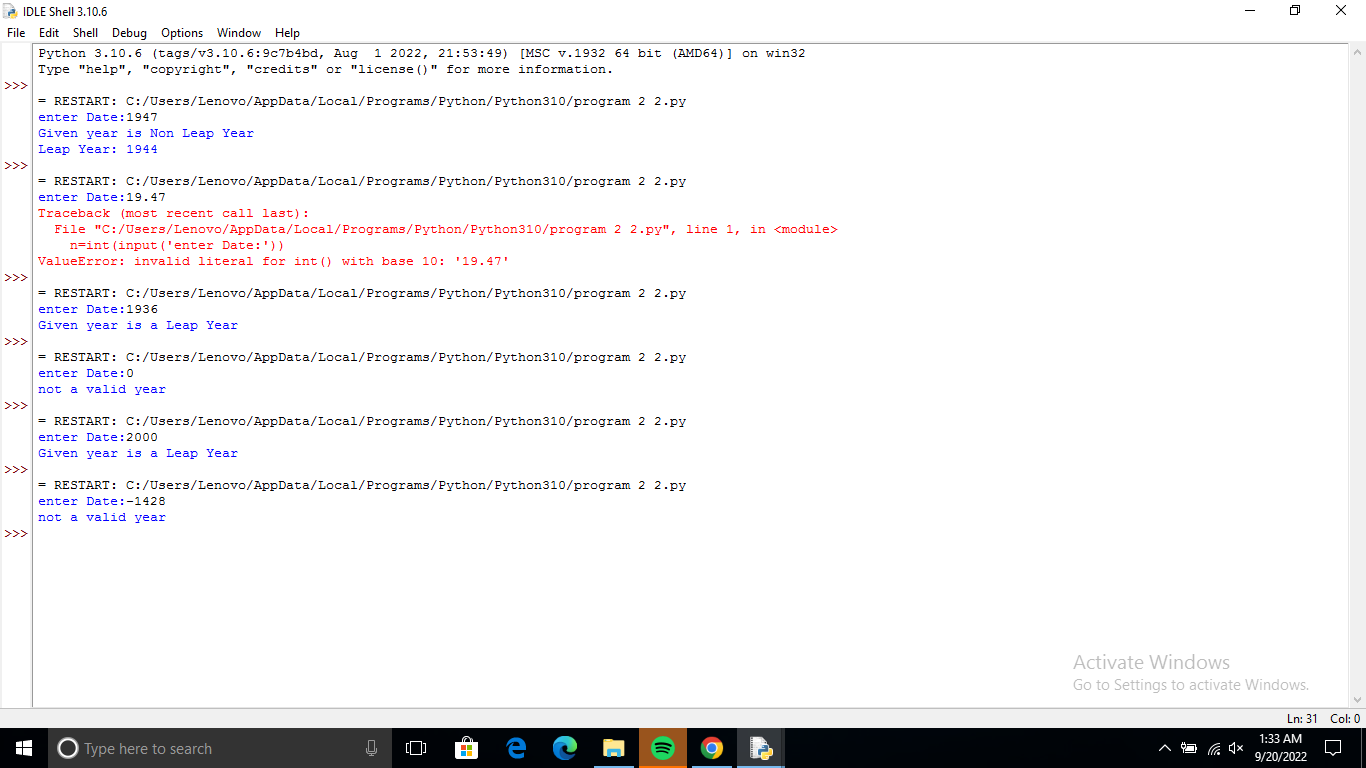 IDLE Shell 3.10.6
File Edit Shell Debug Options Window Help
Python 3.10.6 (tags/v3.10.6:9c7b4bd, Aug  1 2022, 21:53:49) [MSC v.1932 64 bit (AMD64)] on win32
Type "help", "copyright", "credits" or "license()" for more information.
>>>
= RESTART: C:/Users/Lenovo/AppData/Local/Programs/Python/Python310/program 2 2.py
enter Date:1947
Given year is Non Leap Year
Leap Year: 1944
>>>
= RESTART: C:/Users/Lenovo/AppData/Local/Programs/Python/Python310/program 2 2.py
enter Date:19.47
Traceback (most recent call last):
  File "C:/Users/Lenovo/AppData/Local/Programs/Python/Python310/program 2 2.py", line 1, in <module>
    n=int(input('enter Date:'))
ValueError: invalid literal for int() with base 10: '19.47'
>>>
= RESTART: C:/Users/Lenovo/AppData/Local/Programs/Python/Python310/program 2 2.py
enter Date:1936
Given year is a Leap Year
>>>
= RESTART: C:/Users/Lenovo/AppData/Local/Programs/Python/Python310/program 2 2.py
enter Date:0
not a valid year
>>>
= RESTART: C:/Users/Lenovo/AppData/Local/Programs/Python/Python310/program 2 2.py
enter Date:2000
Given year is a Leap Year
>>>
= RESTART: C:/Users/Lenovo/AppData/Local/Programs/Python/Python310/program 2 2.py
enter Date:-1428
not a valid year
>>>
Activate Windows
Go to Settings to activate Windows.
Ln: 31 Col: 0
Type here to search
1:33 AM
9/20/2022